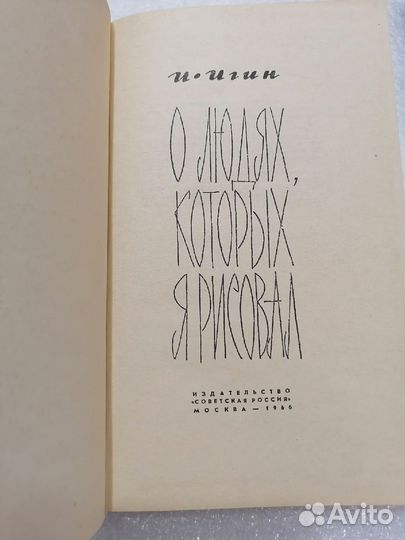 И. Игин
О ЛЮДЯХ,
КОТОРЫХ
Я РИСОВАЛ
ИЗДАТЕЛЬСТВО
«СОВЕТСКАЯ РОССИЯ»
МОСКВА — 1966
Avito